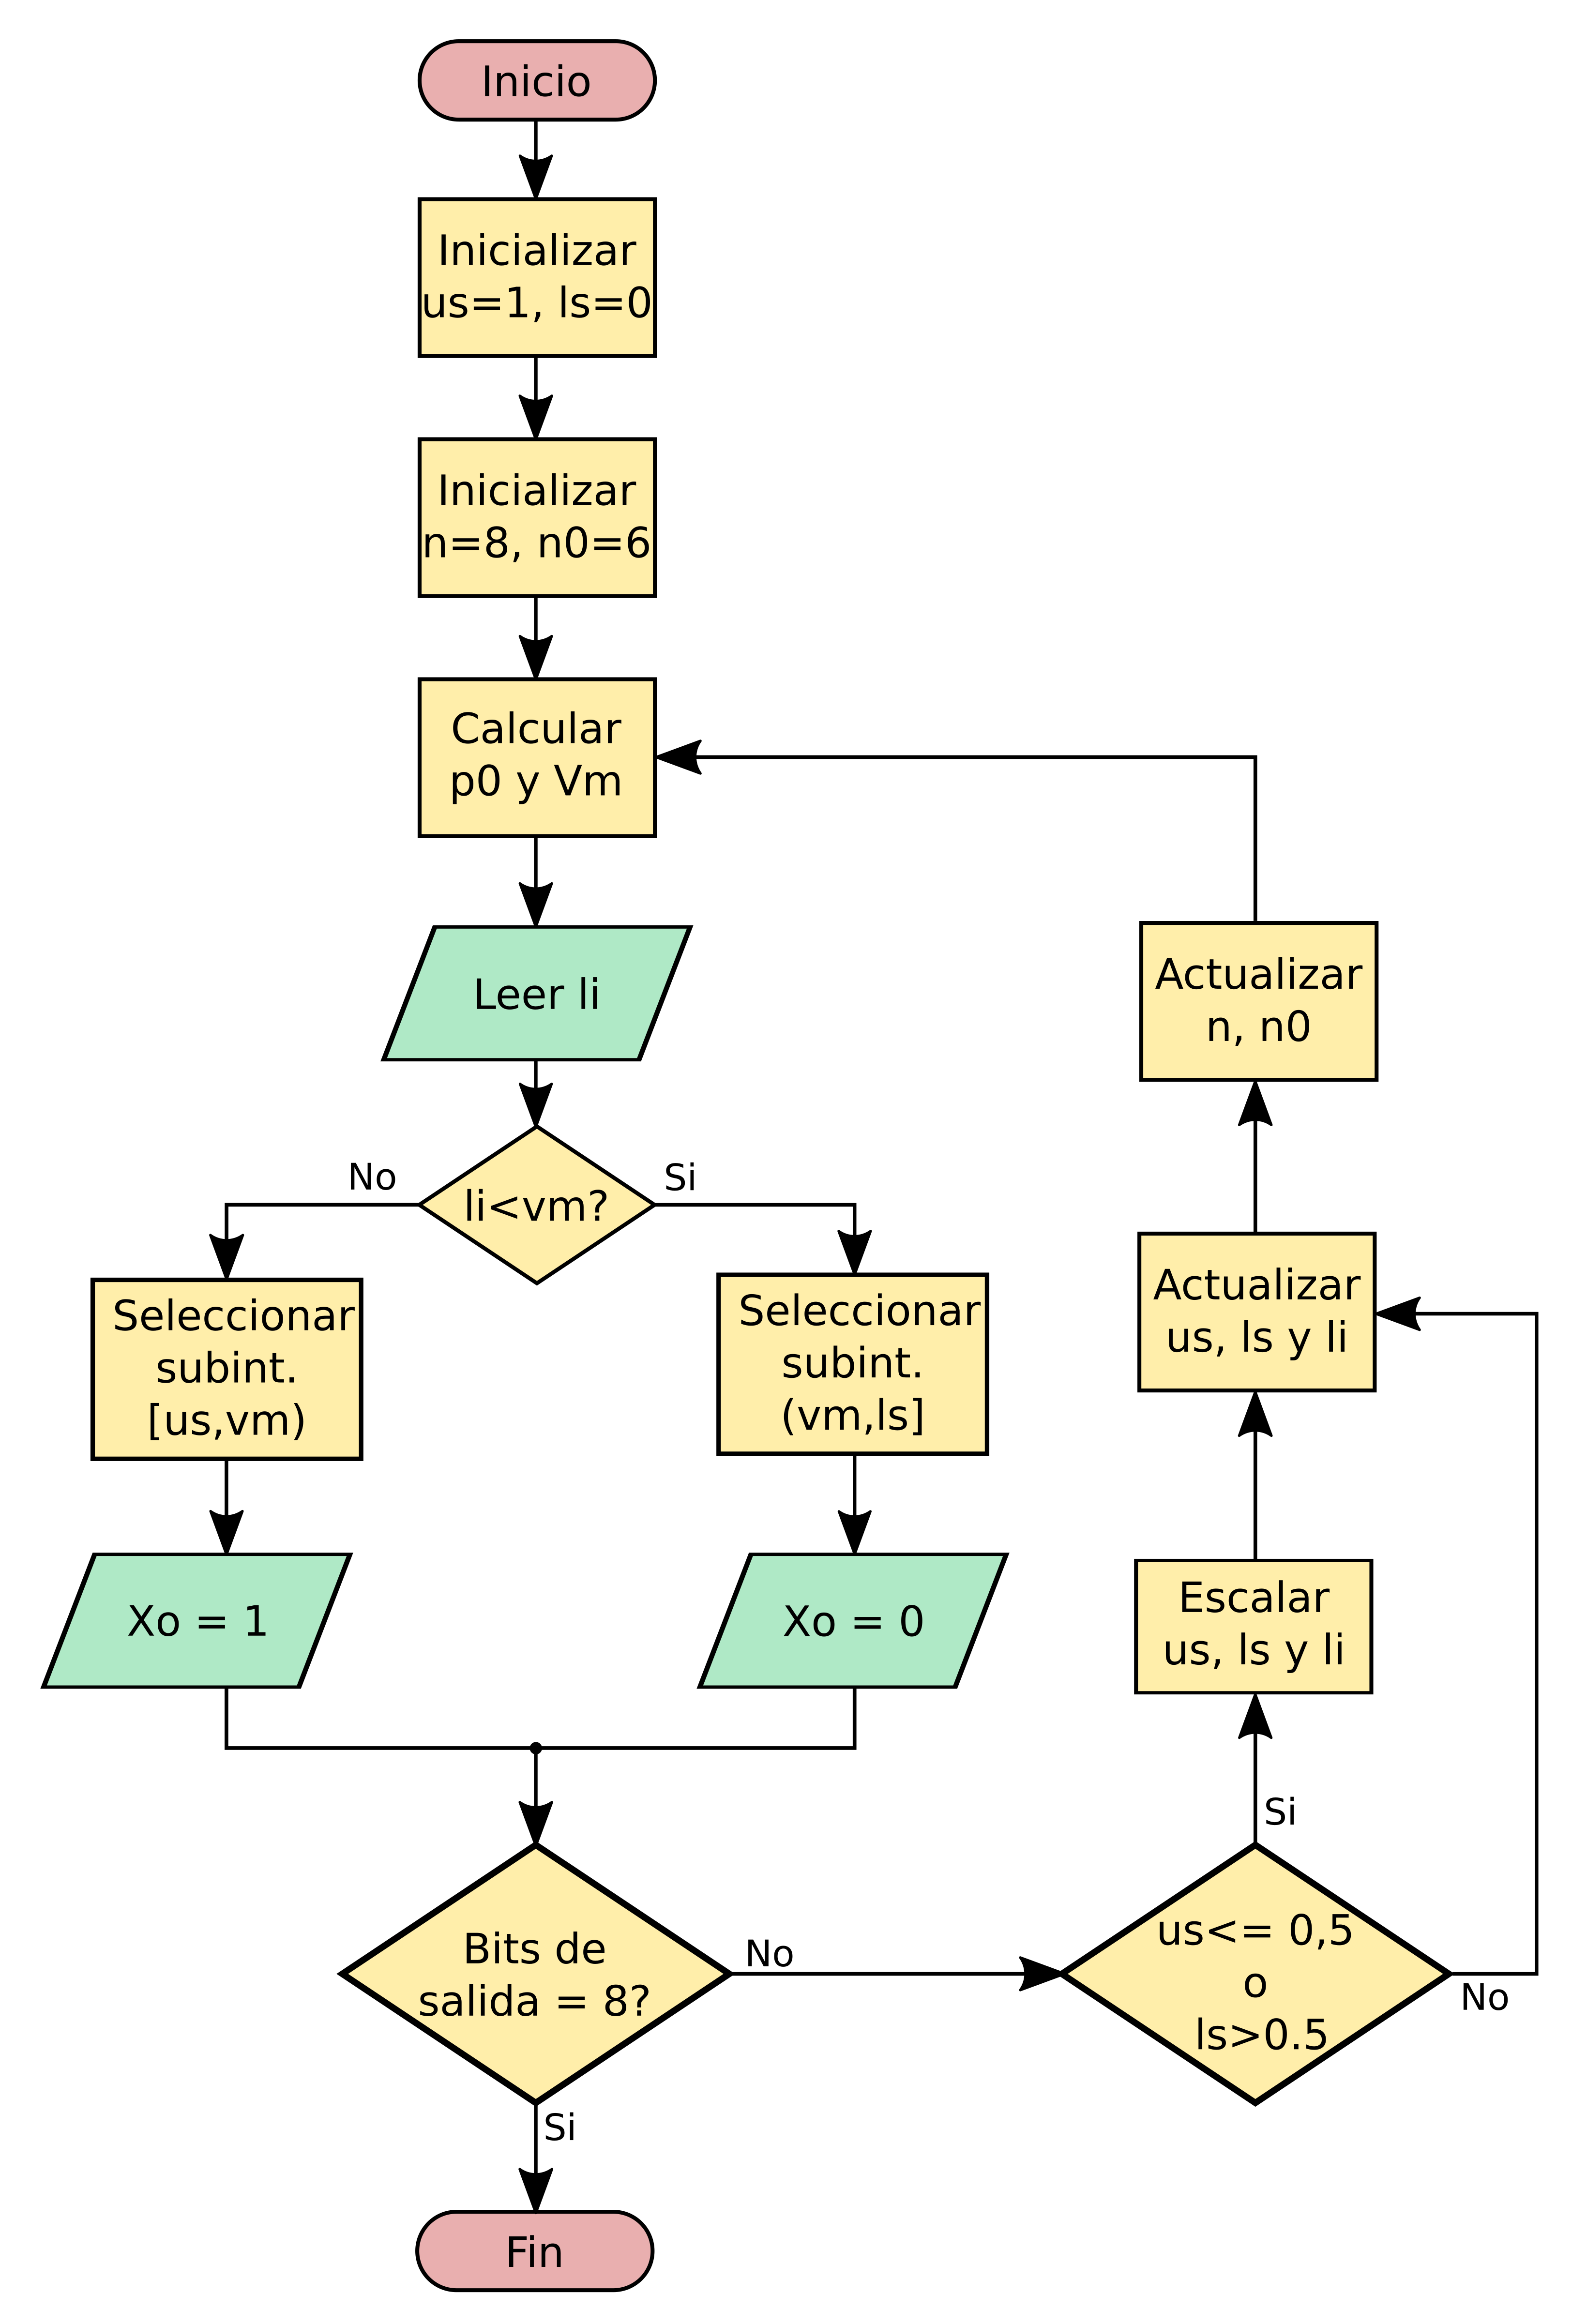 Inicio
Inicializar
us=1, ls=0
Inicializar
n=8, n0=6
Calcular
p0 y Vm
Leer li
li<vm?
No
Si
Seleccionar
subint.
[us,vm)
Seleccionar
subint.
(vm,ls]
Xo = 1
Xo = 0
Bits de
salida = 8?
No
Si
Fin
us<= 0,5
o
ls>0.5
Si
No
Escalar
us, ls y li
Actualizar
us, ls y li
Actualizar
n, n0